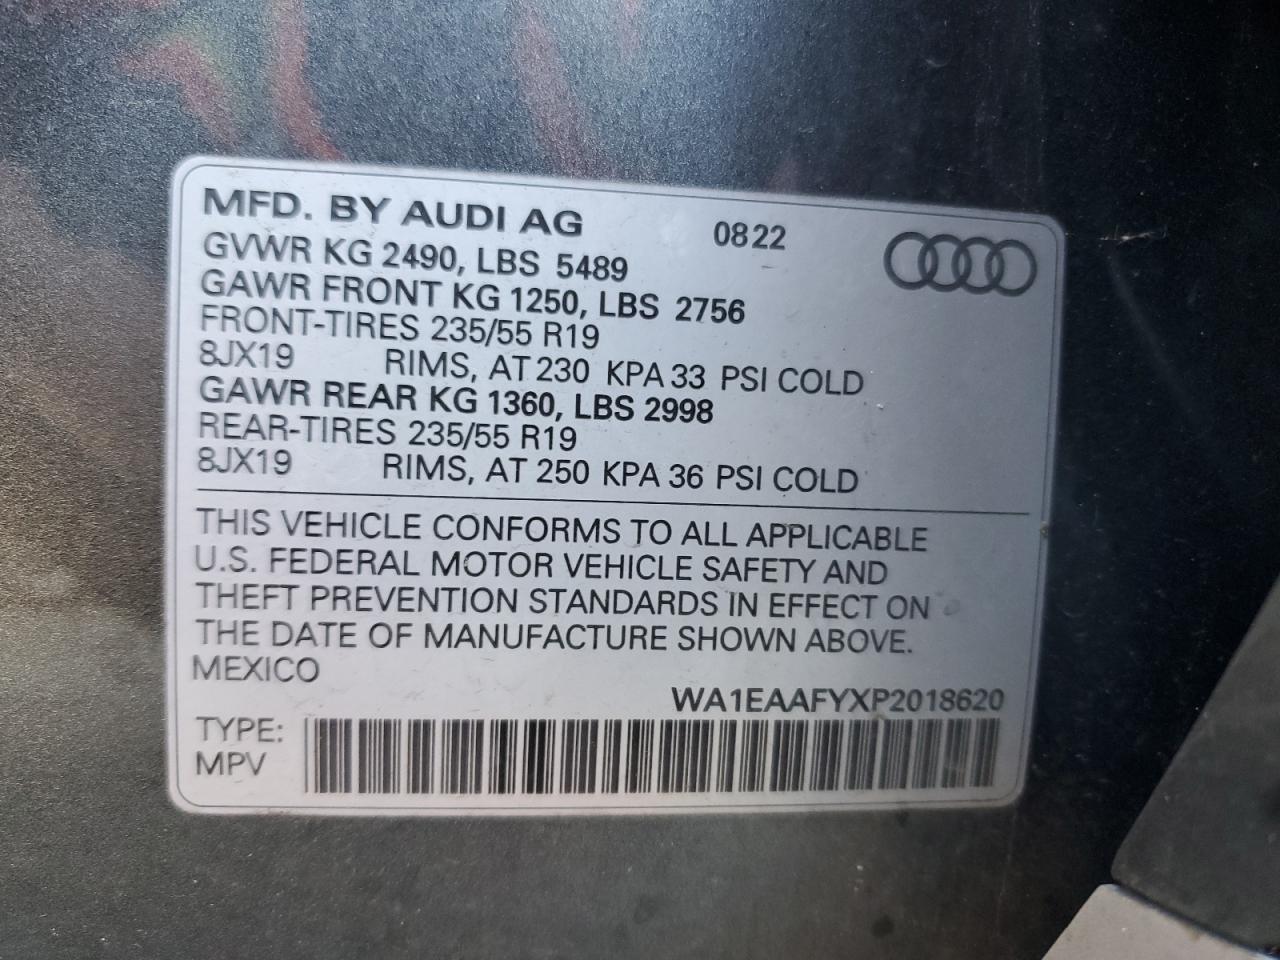 MFD. BY AUDI AG 0822
GVWR KG 2490, LBS 5489
GAWR FRONT KG 1250, LBS 2756
FRONT-TIRES 235/55 R19
8JX19 RIMS, AT 230 KPA 33 PSI COLD
GAWR REAR KG 1360, LBS 2998
REAR-TIRES 235/55 R19
8JX19 RIMS, AT 250 KPA 36 PSI COLD
THIS VEHICLE CONFORMS TO ALL APPLICABLE
U.S. FEDERAL MOTOR VEHICLE SAFETY AND
THEFT PREVENTION STANDARDS IN EFFECT ON
THE DATE OF MANUFACTURE SHOWN ABOVE.
MEXICO
WA1EAAFYXP2018620
TYPE:
MPV